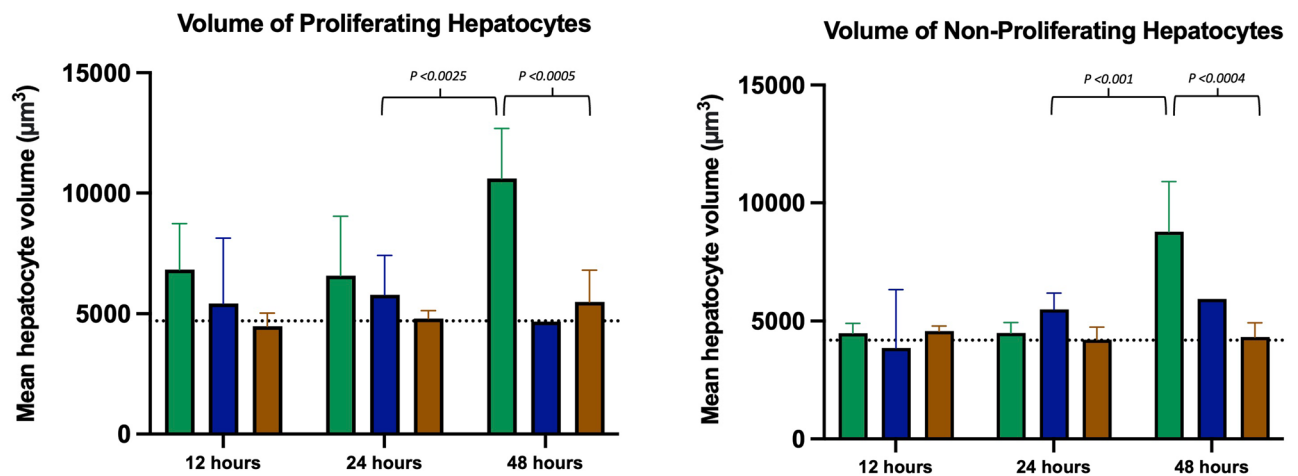 Volume of Proliferating Hepatocytes
Mean hepatocyte volume (µm³)
15000
10000
5000
0
P <0.0025
P <0.0005
12 hours
24 hours
48 hours
Volume of Non-Proliferating Hepatocytes
Mean hepatocyte volume (µm³)
15000
10000
5000
0
P <0.001
P <0.0004
12 hours
24 hours
48 hours